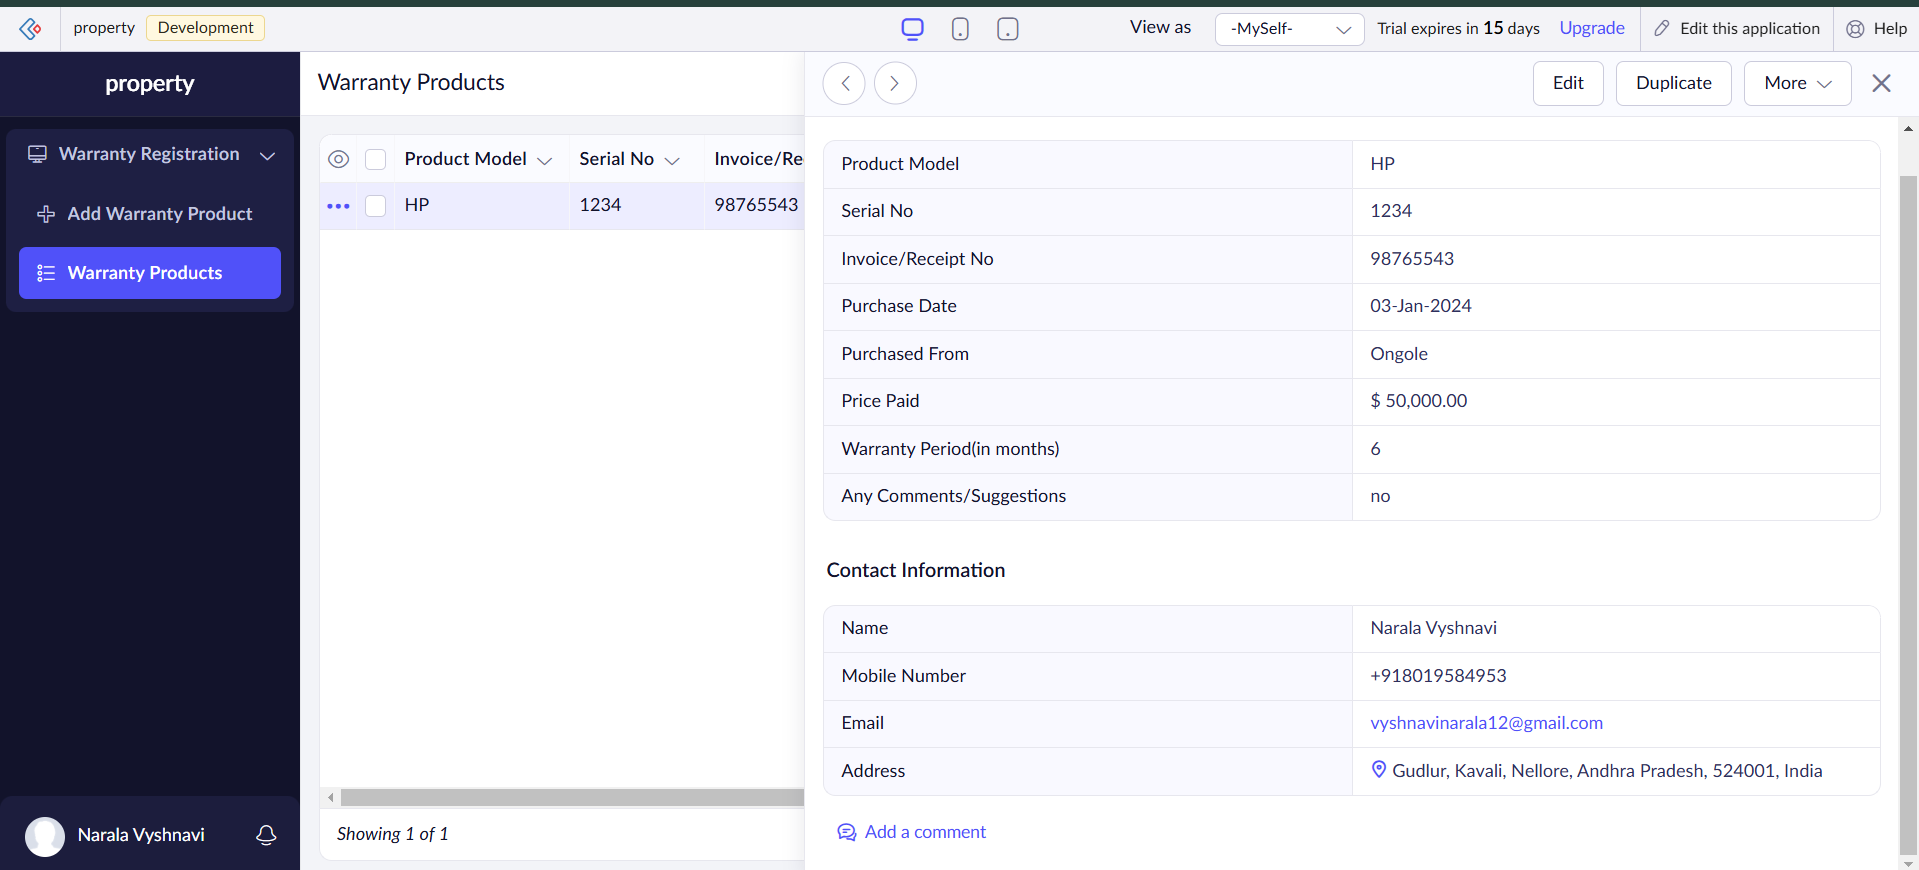 property Development View as -MySelf- Trial expires in 15 days Upgrade Edit this application Help
property
Warranty Registration
Add Warranty Product
Warranty Products
Narala Vyshnavi
Warranty Products
Product Model Serial No Invoice/Re
HP 1234 98765543
Showing 1 of 1
Edit Duplicate More
Product Model HP
Serial No 1234
Invoice/Receipt No 98765543
Purchase Date 03-Jan-2024
Purchased From Ongole
Price Paid $ 50,000.00
Warranty Period(in months) 6
Any Comments/Suggestions no
Contact Information
Name Narala Vyshnavi
Mobile Number +918019584953
Email vyshnavinarala12@gmail.com
Address Gudlur, Kavali, Nellore, Andhra Pradesh, 524001, India
Add a comment